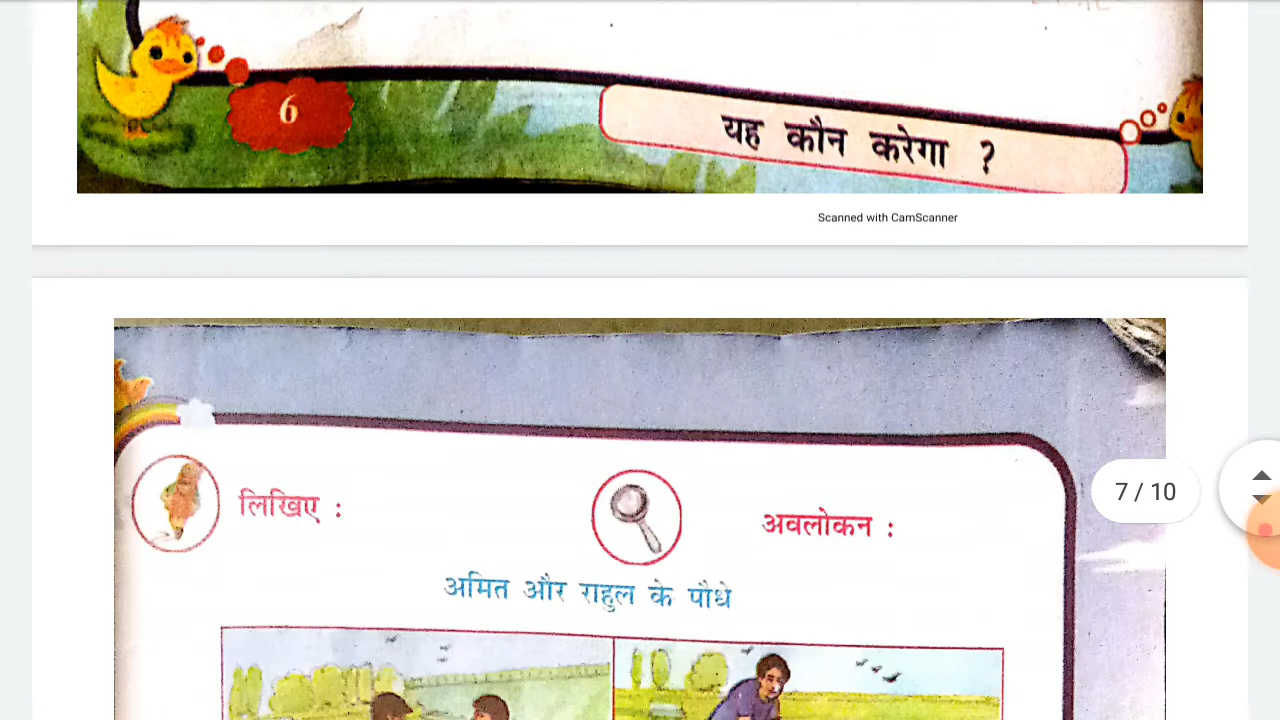 6
यह कौन करेगा ?
Scanned with CamScanner
7 / 10
लिखिए :
अवलोकन :
अमित और राहुल के पौधे